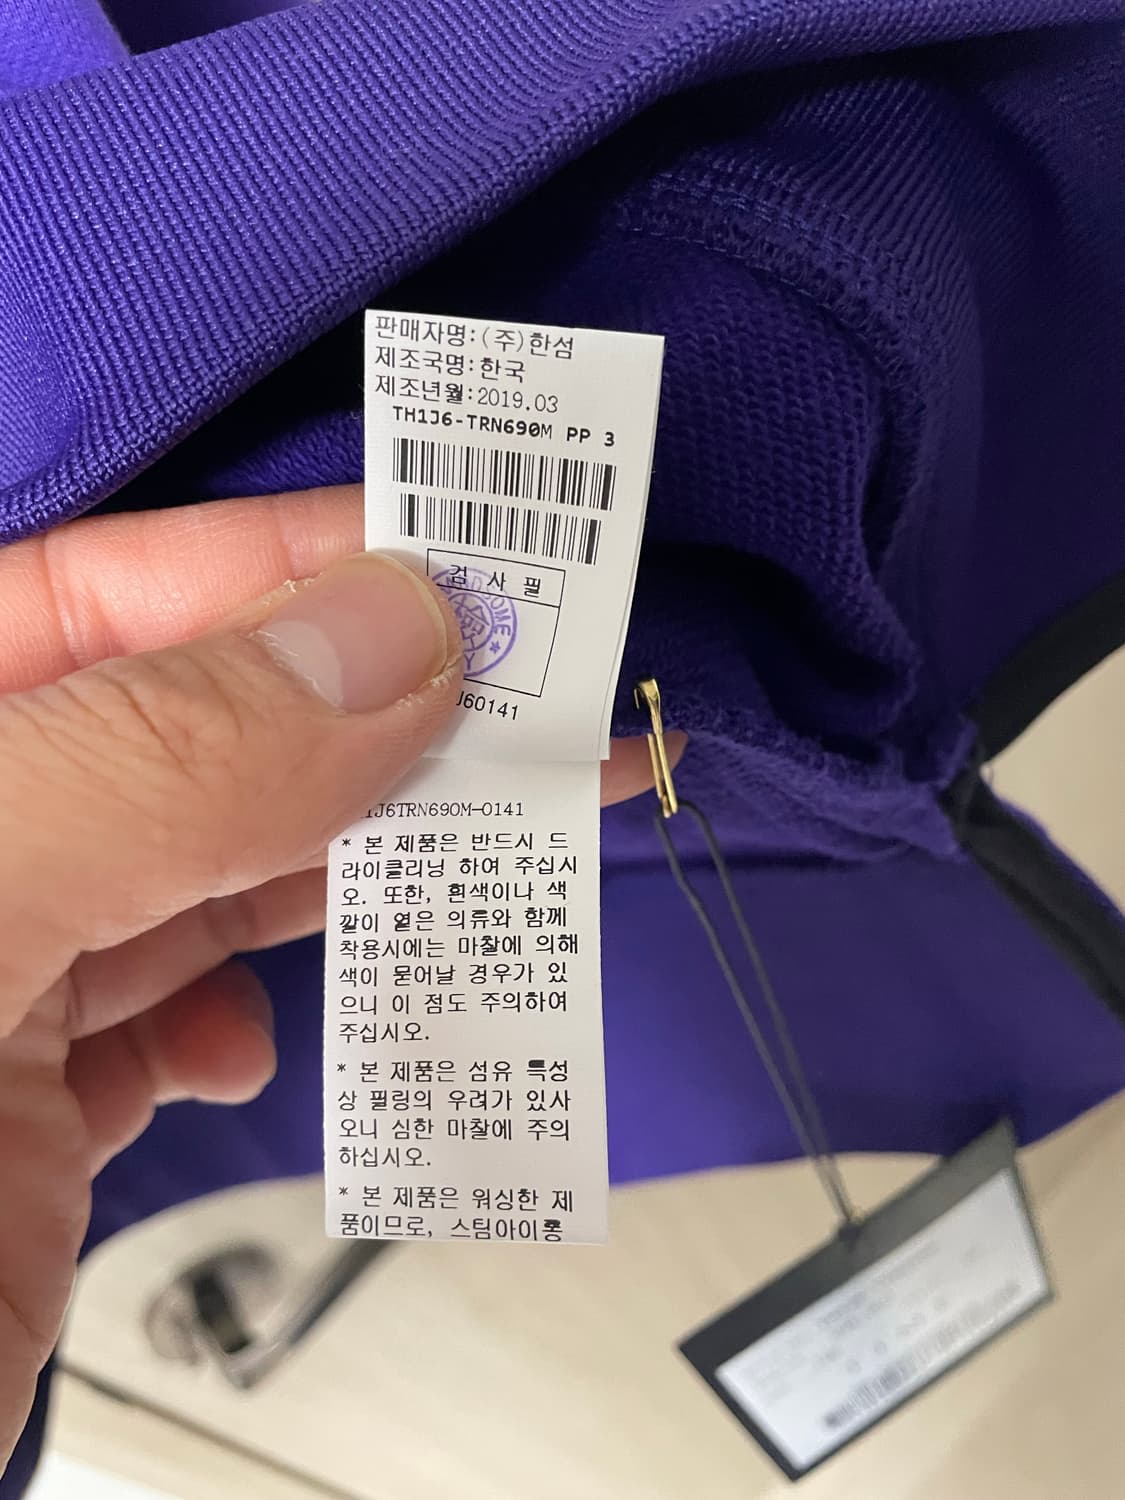 판매자명:(주)한섬
제조국명:한국
제조년월:2019.03
TH1J6-TRN690M PP 3
검 사 필
J60141
1J6TRN690M-0141
* 본 제품은 반드시 드
라이클리닝 하여 주십시
오. 또한, 흰색이나 색
깔이 옅은 의류와 함께
착용시에는 마찰에 의해
색이 묻어날 경우가 있
으니 이 점도 주의하여
주십시오.
* 본 제품은 섬유 특성
상 필링의 우려가 있사
오니 심한 마찰에 주의
하십시오.
* 본 제품은 워싱한 제
품이므로, 스팀아이롱